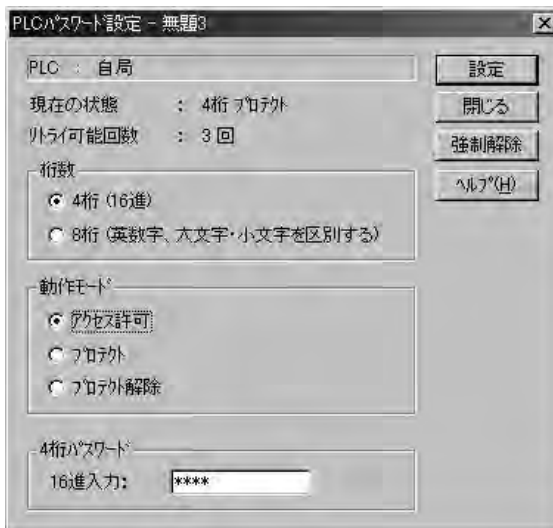 PLCﾊﾟｽﾜｰﾄﾞ設定 - 無題3
PLC : 自局
設定
現在の状態 : 4桁 ﾌﾟﾛﾃｸﾄ
閉じる
ﾘﾄﾗｲ可能回数 : 3 回
強制解除
桁数
ﾍﾙﾌﾟ(H)
4桁 (16進)
8桁 (英数字、大文字・小文字を区別する)
動作ﾓｰﾄﾞ
ｱｸｾｽ許可
ﾌﾟﾛﾃｸﾄ
ﾌﾟﾛﾃｸﾄ解除
4桁ﾊﾟｽﾜｰﾄﾞ
16進入力: ****